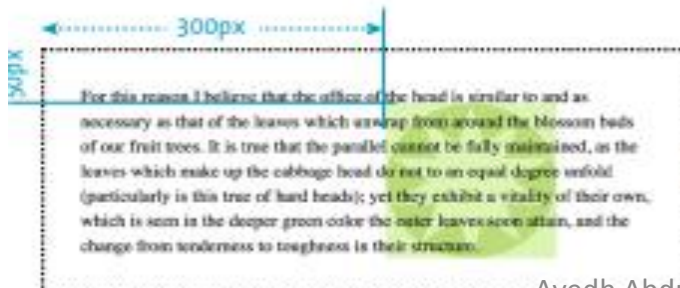 300px
50px
For this reason I believe that the office of the head is similar to and as
necessary as that of the leaves which unwrap from around the blossom buds
of our fruit trees. It is true that the parallel cannot be fully maintained, as the
leaves which make up the cabbage head do not to an equal degree unfold
(particularly is this true of hard heads); yet they exhibit a vitality of their own,
which is seen in the deeper green color the outer leaves soon attain, and the
change from tenderness to toughness in their structure.